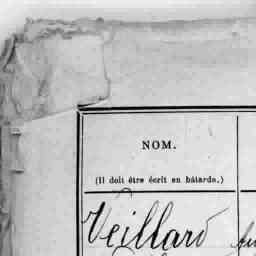 NOM.
(Il doit être écrit en bâtarde.)
Veillard